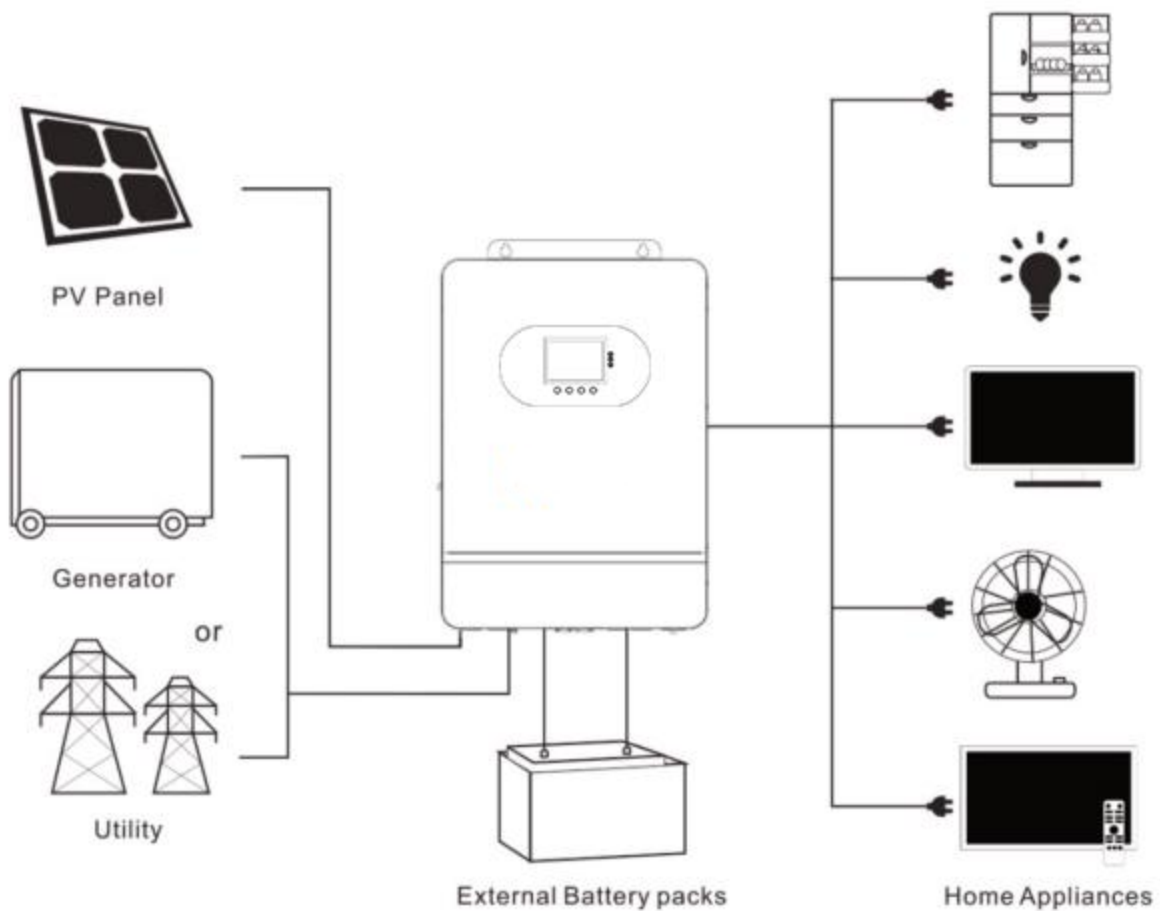 PV Panel
Generator
or
Utility
External Battery packs
Home Appliances